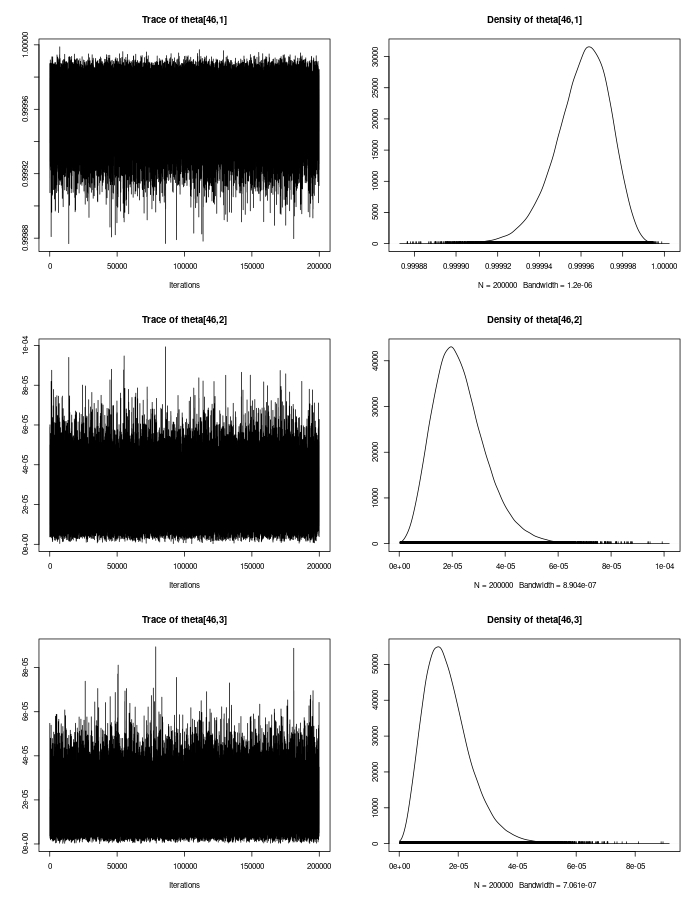 Trace of theta[46,1]
1.00000
0.99996
0.99992
0.99988
0 50000 100000 150000 200000
Iterations
Density of theta[46,1]
30000
25000
20000
15000
10000
5000
0
0.99988 0.99990 0.99992 0.99994 0.99996 0.99998 1.00000
N = 200000 Bandwidth = 1.2e-06
Trace of theta[46,2]
1e-04
8e-05
6e-05
4e-05
2e-05
0e+00
0 50000 100000 150000 200000
Iterations
Density of theta[46,2]
40000
30000
20000
10000
0
0e+00 2e-05 4e-05 6e-05 8e-05 1e-04
N = 200000 Bandwidth = 8.904e-07
Trace of theta[46,3]
8e-05
6e-05
4e-05
2e-05
0e+00
0 50000 100000 150000 200000
Iterations
Density of theta[46,3]
50000
40000
30000
20000
10000
0
0e+00 2e-05 4e-05 6e-05 8e-05
N = 200000 Bandwidth = 7.061e-07